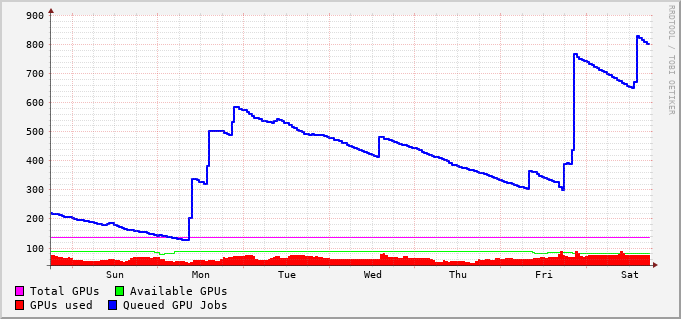 900
800
700
600
500
400
300
200
100
Sun Mon Tue Wed Thu Fri Sat
Total GPUs Available GPUs
GPUs used Queued GPU Jobs
RRDTOOL / TOBI OETIKER